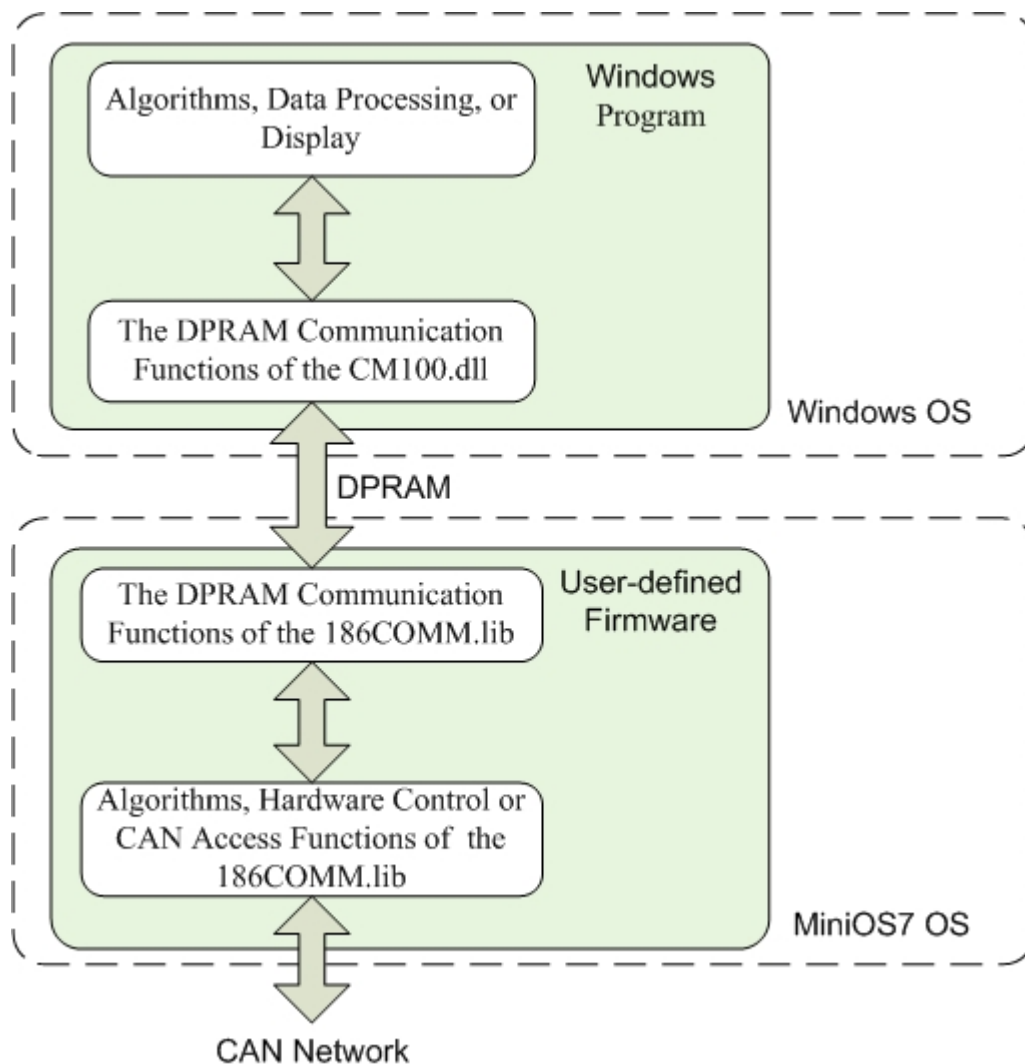 Windows
Program
Algorithms, Data Processing, or
Display
The DPRAM Communication
Functions of the CM100.dll
Windows OS
DPRAM
User-defined
Firmware
The DPRAM Communication
Functions of the 186COMM.lib
Algorithms, Hardware Control or
CAN Access Functions of the
186COMM.lib
MiniOS7 OS
CAN Network